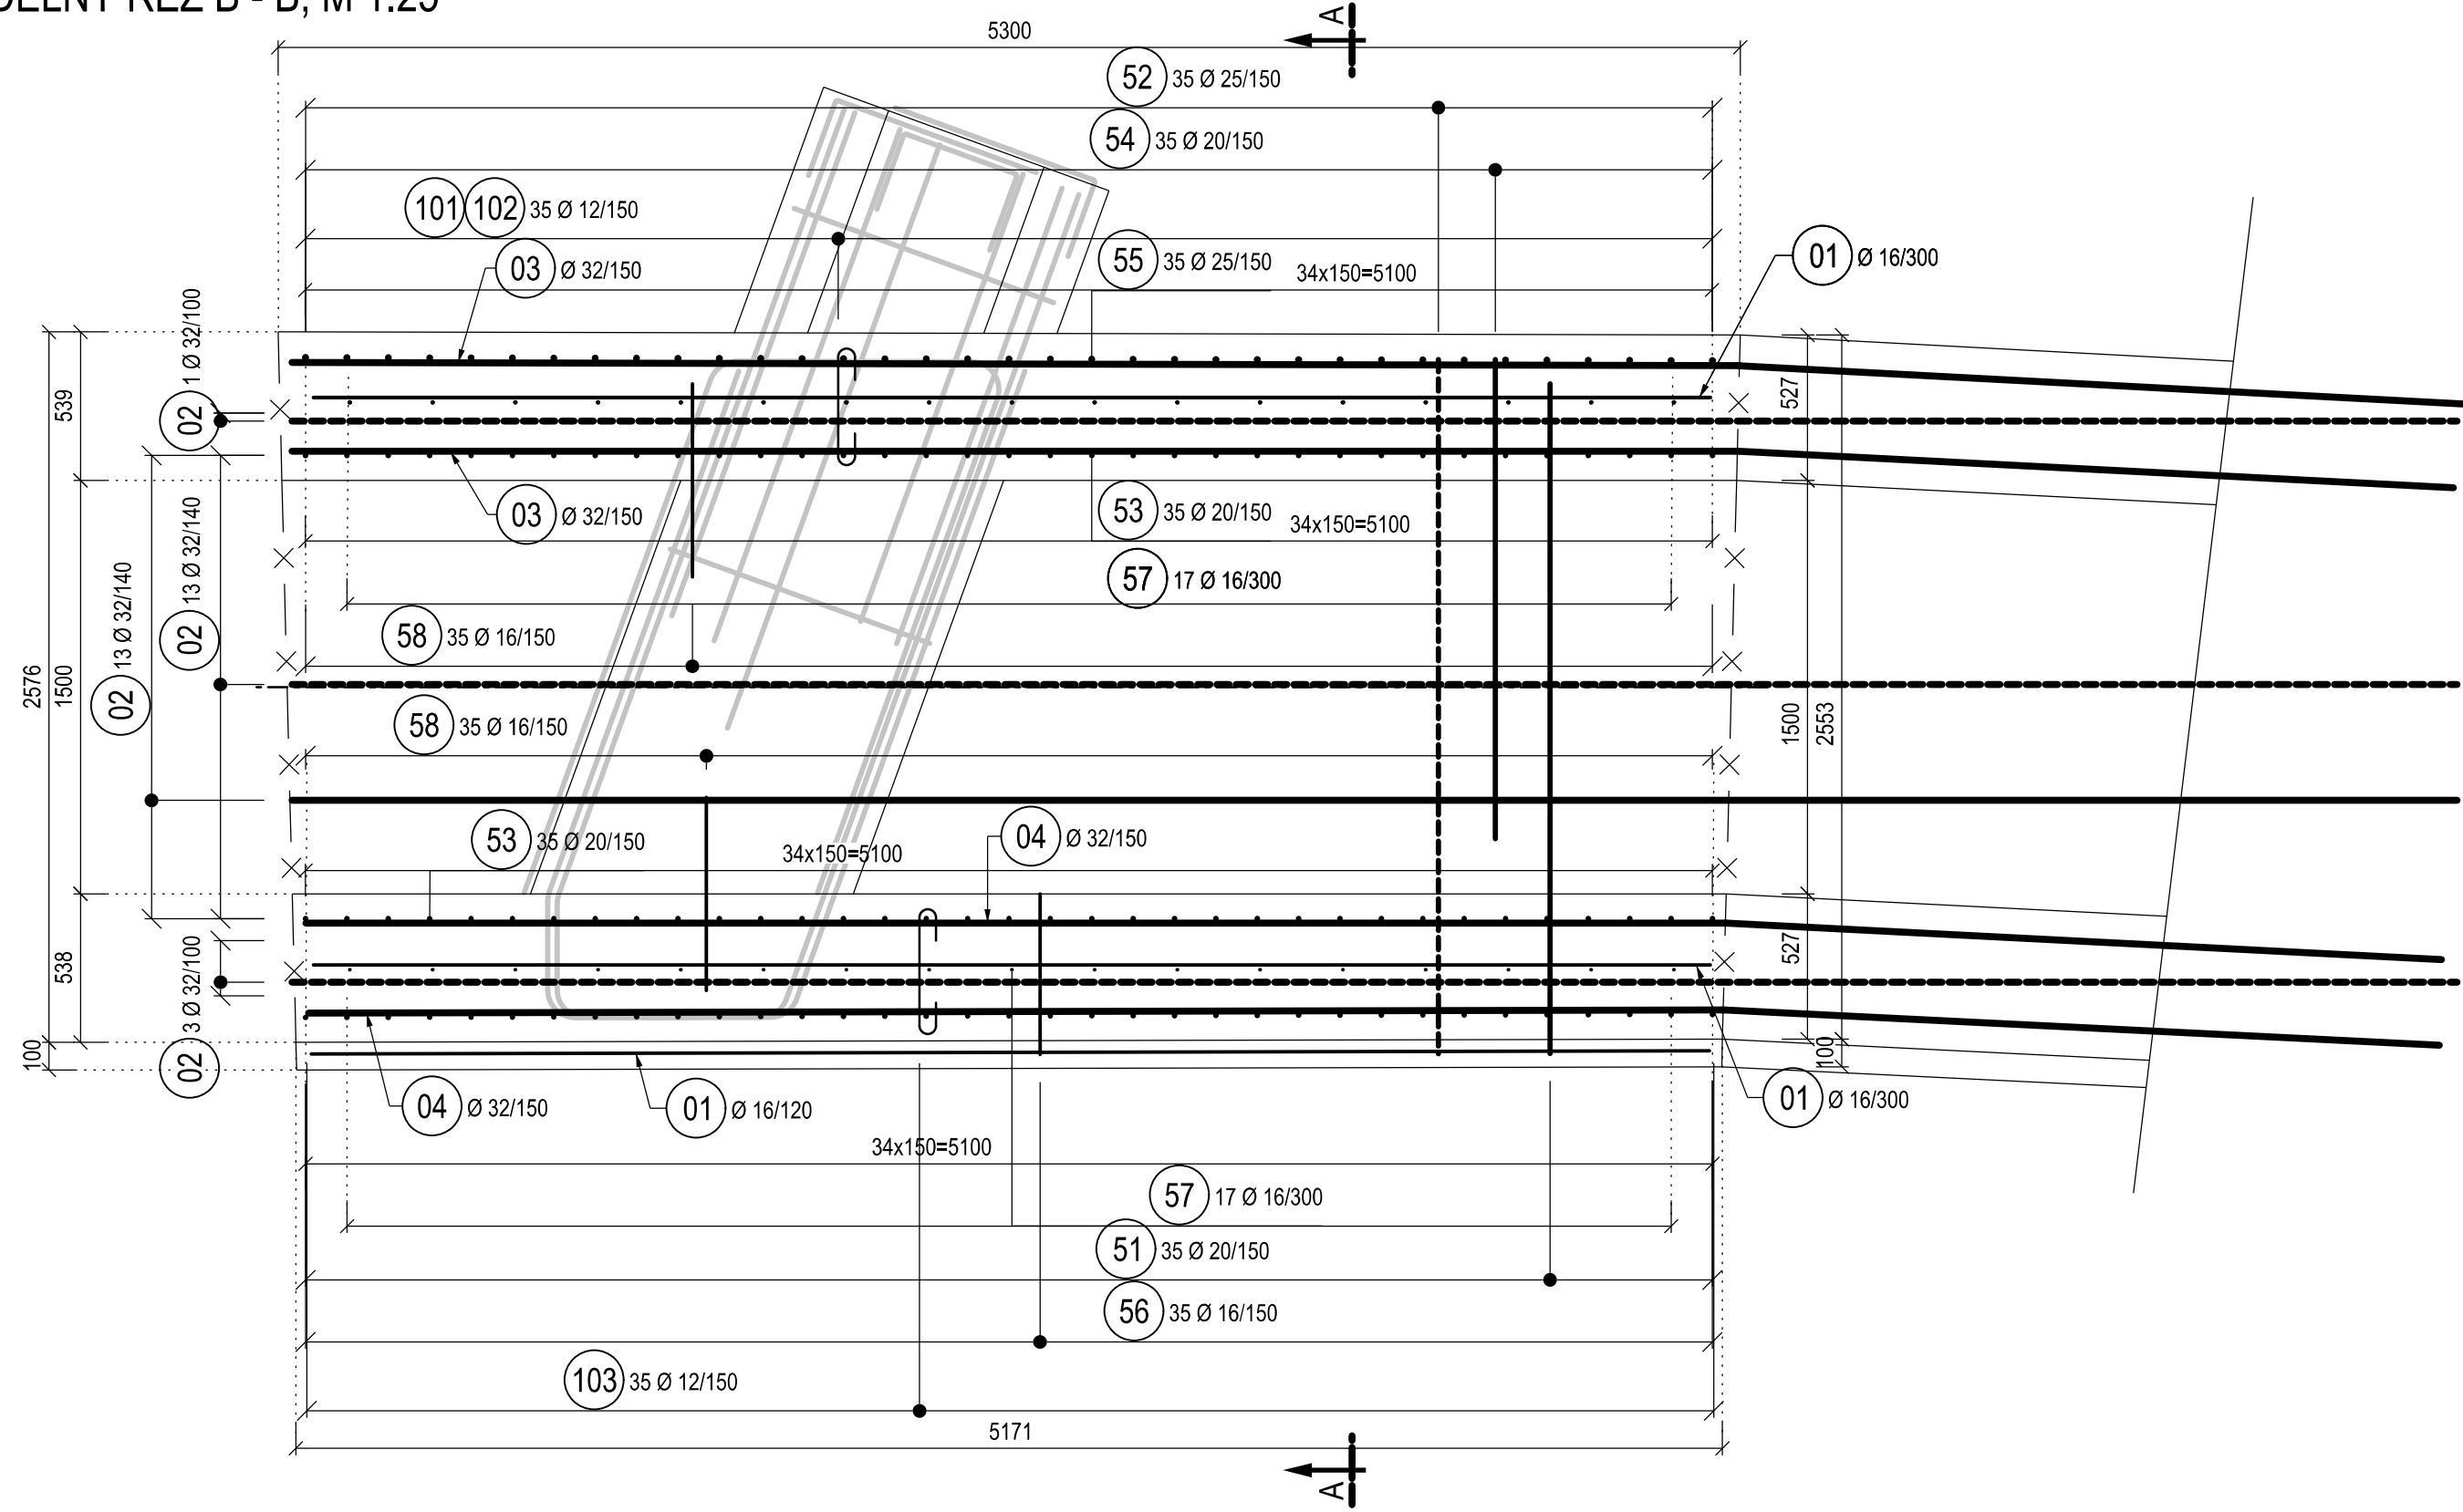 ŘEZ B - B, M 1:25
5300
A
52 35 Ø 25/150
54 35 Ø 20/150
101 102 35 Ø 12/150
03 Ø 32/150
55 35 Ø 25/150 34x150=5100
01 Ø 16/300
02 1 Ø 32/100
539
527
03 Ø 32/150
53 35 Ø 20/150 34x150=5100
57 17 Ø 16/300
02 13 Ø 32/140
02 13 Ø 32/140
58 35 Ø 16/150
2576
1500
58 35 Ø 16/150
1500
2553
53 35 Ø 20/150
34x150=5100
04 Ø 32/150
538
527
02 3 Ø 32/100
100
100
04 Ø 32/150
01 Ø 16/120
01 Ø 16/300
34x150=5100
57 17 Ø 16/300
51 35 Ø 20/150
56 35 Ø 16/150
103 35 Ø 12/150
5171
A